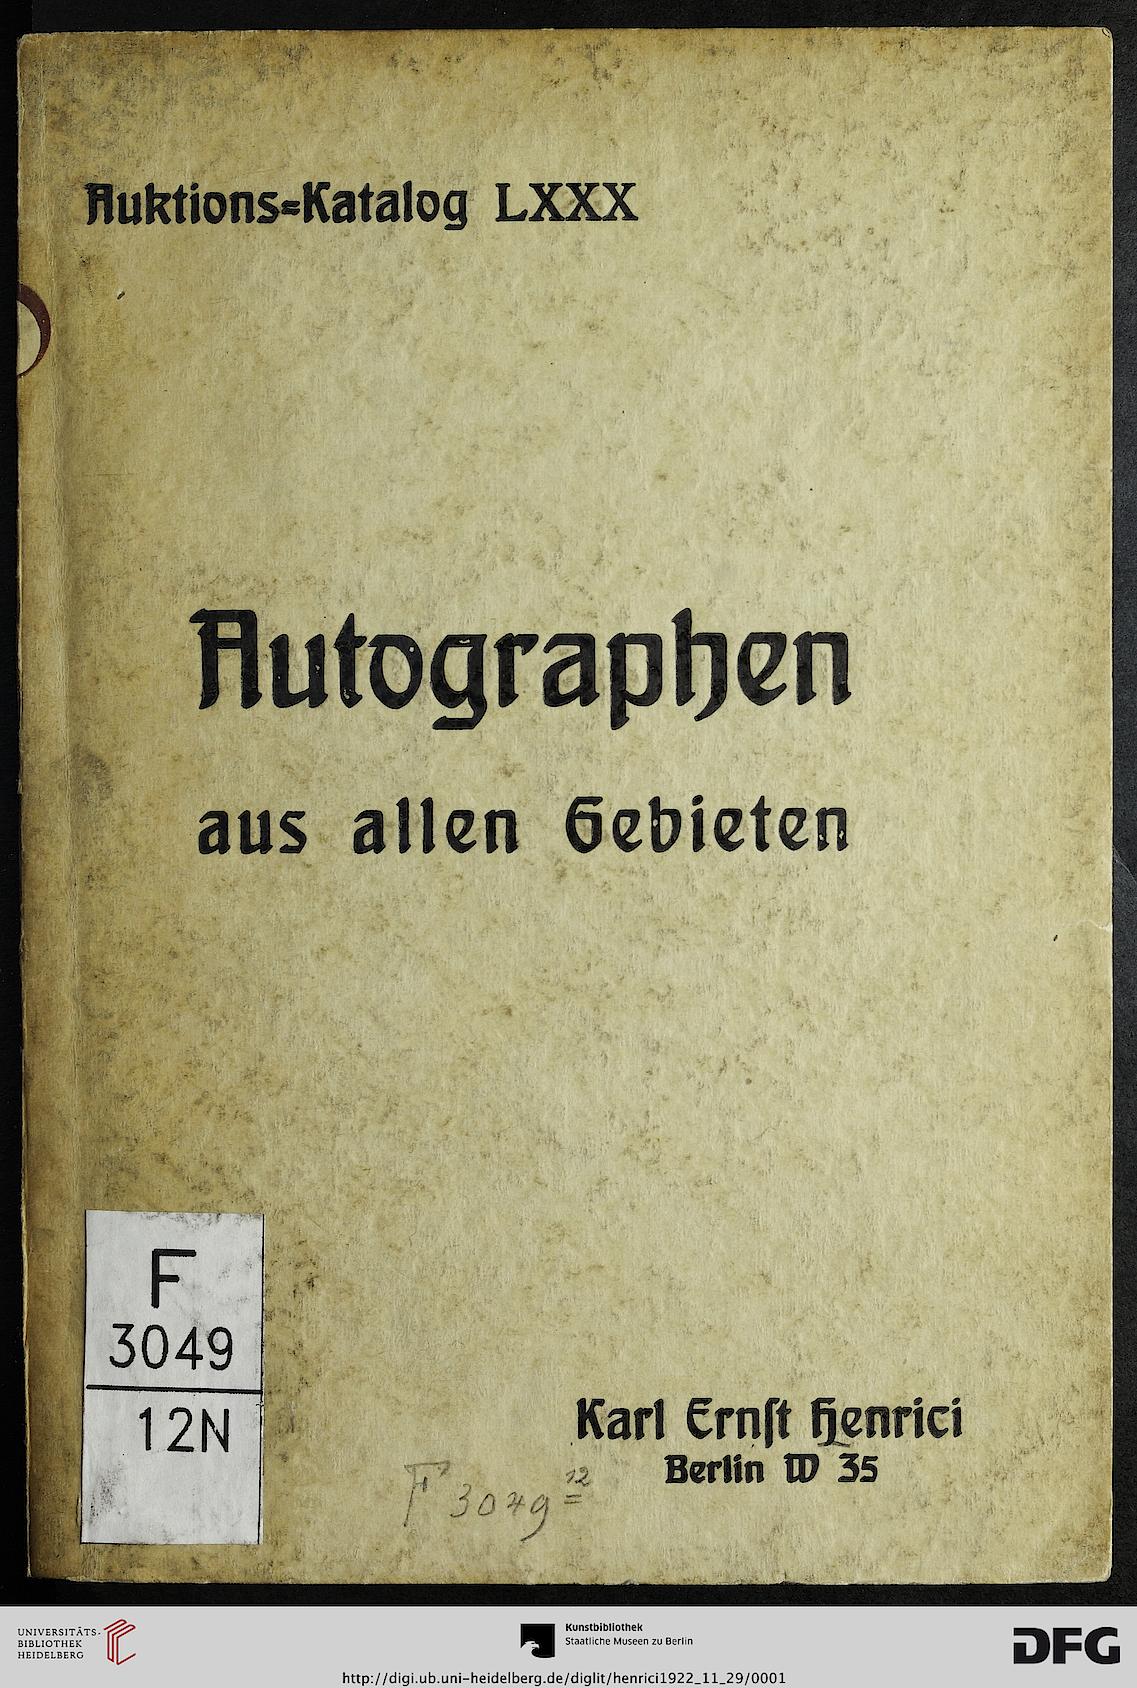 Auktions=Katalog LXXX
Autographen
aus allen Gebieten
F
3049
12N
Karl Ernſt Henrici
Berlin W 35
F 3049 12
UNIVERSITÄTS-
BIBLIOTHEK
HEIDELBERG
Kunstbibliothek
Staatliche Museen zu Berlin
DFG
http://digi.ub.uni-heidelberg.de/diglit/henrici1922_11_29/0001